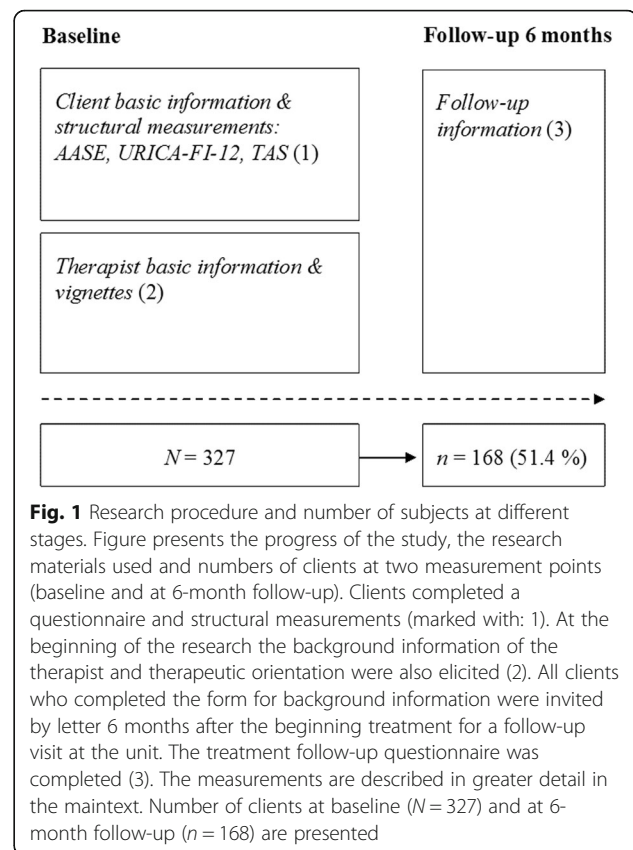 Baseline
Follow-up 6 months
Client basic information &
structural measurements:
AASE, URICA-FI-12, TAS (1)
Follow-up
information (3)
Therapist basic information &
vignettes (2)
N = 327
n = 168 (51.4 %)
Fig. 1 Research procedure and number of subjects at different
stages. Figure presents the progress of the study, the research
materials used and numbers of clients at two measurement points
(baseline and at 6-month follow-up). Clients completed a
questionnaire and structural measurements (marked with: 1). At the
beginning of the research the background information of the
therapist and therapeutic orientation were also elicited (2). All clients
who completed the form for background information were invited
by letter 6 months after the beginning treatment for a follow-up
visit at the unit. The treatment follow-up questionnaire was
completed (3). The measurements are described in greater detail in
the maintext. Number of clients at baseline (N = 327) and at 6-
month follow-up (n = 168) are presented